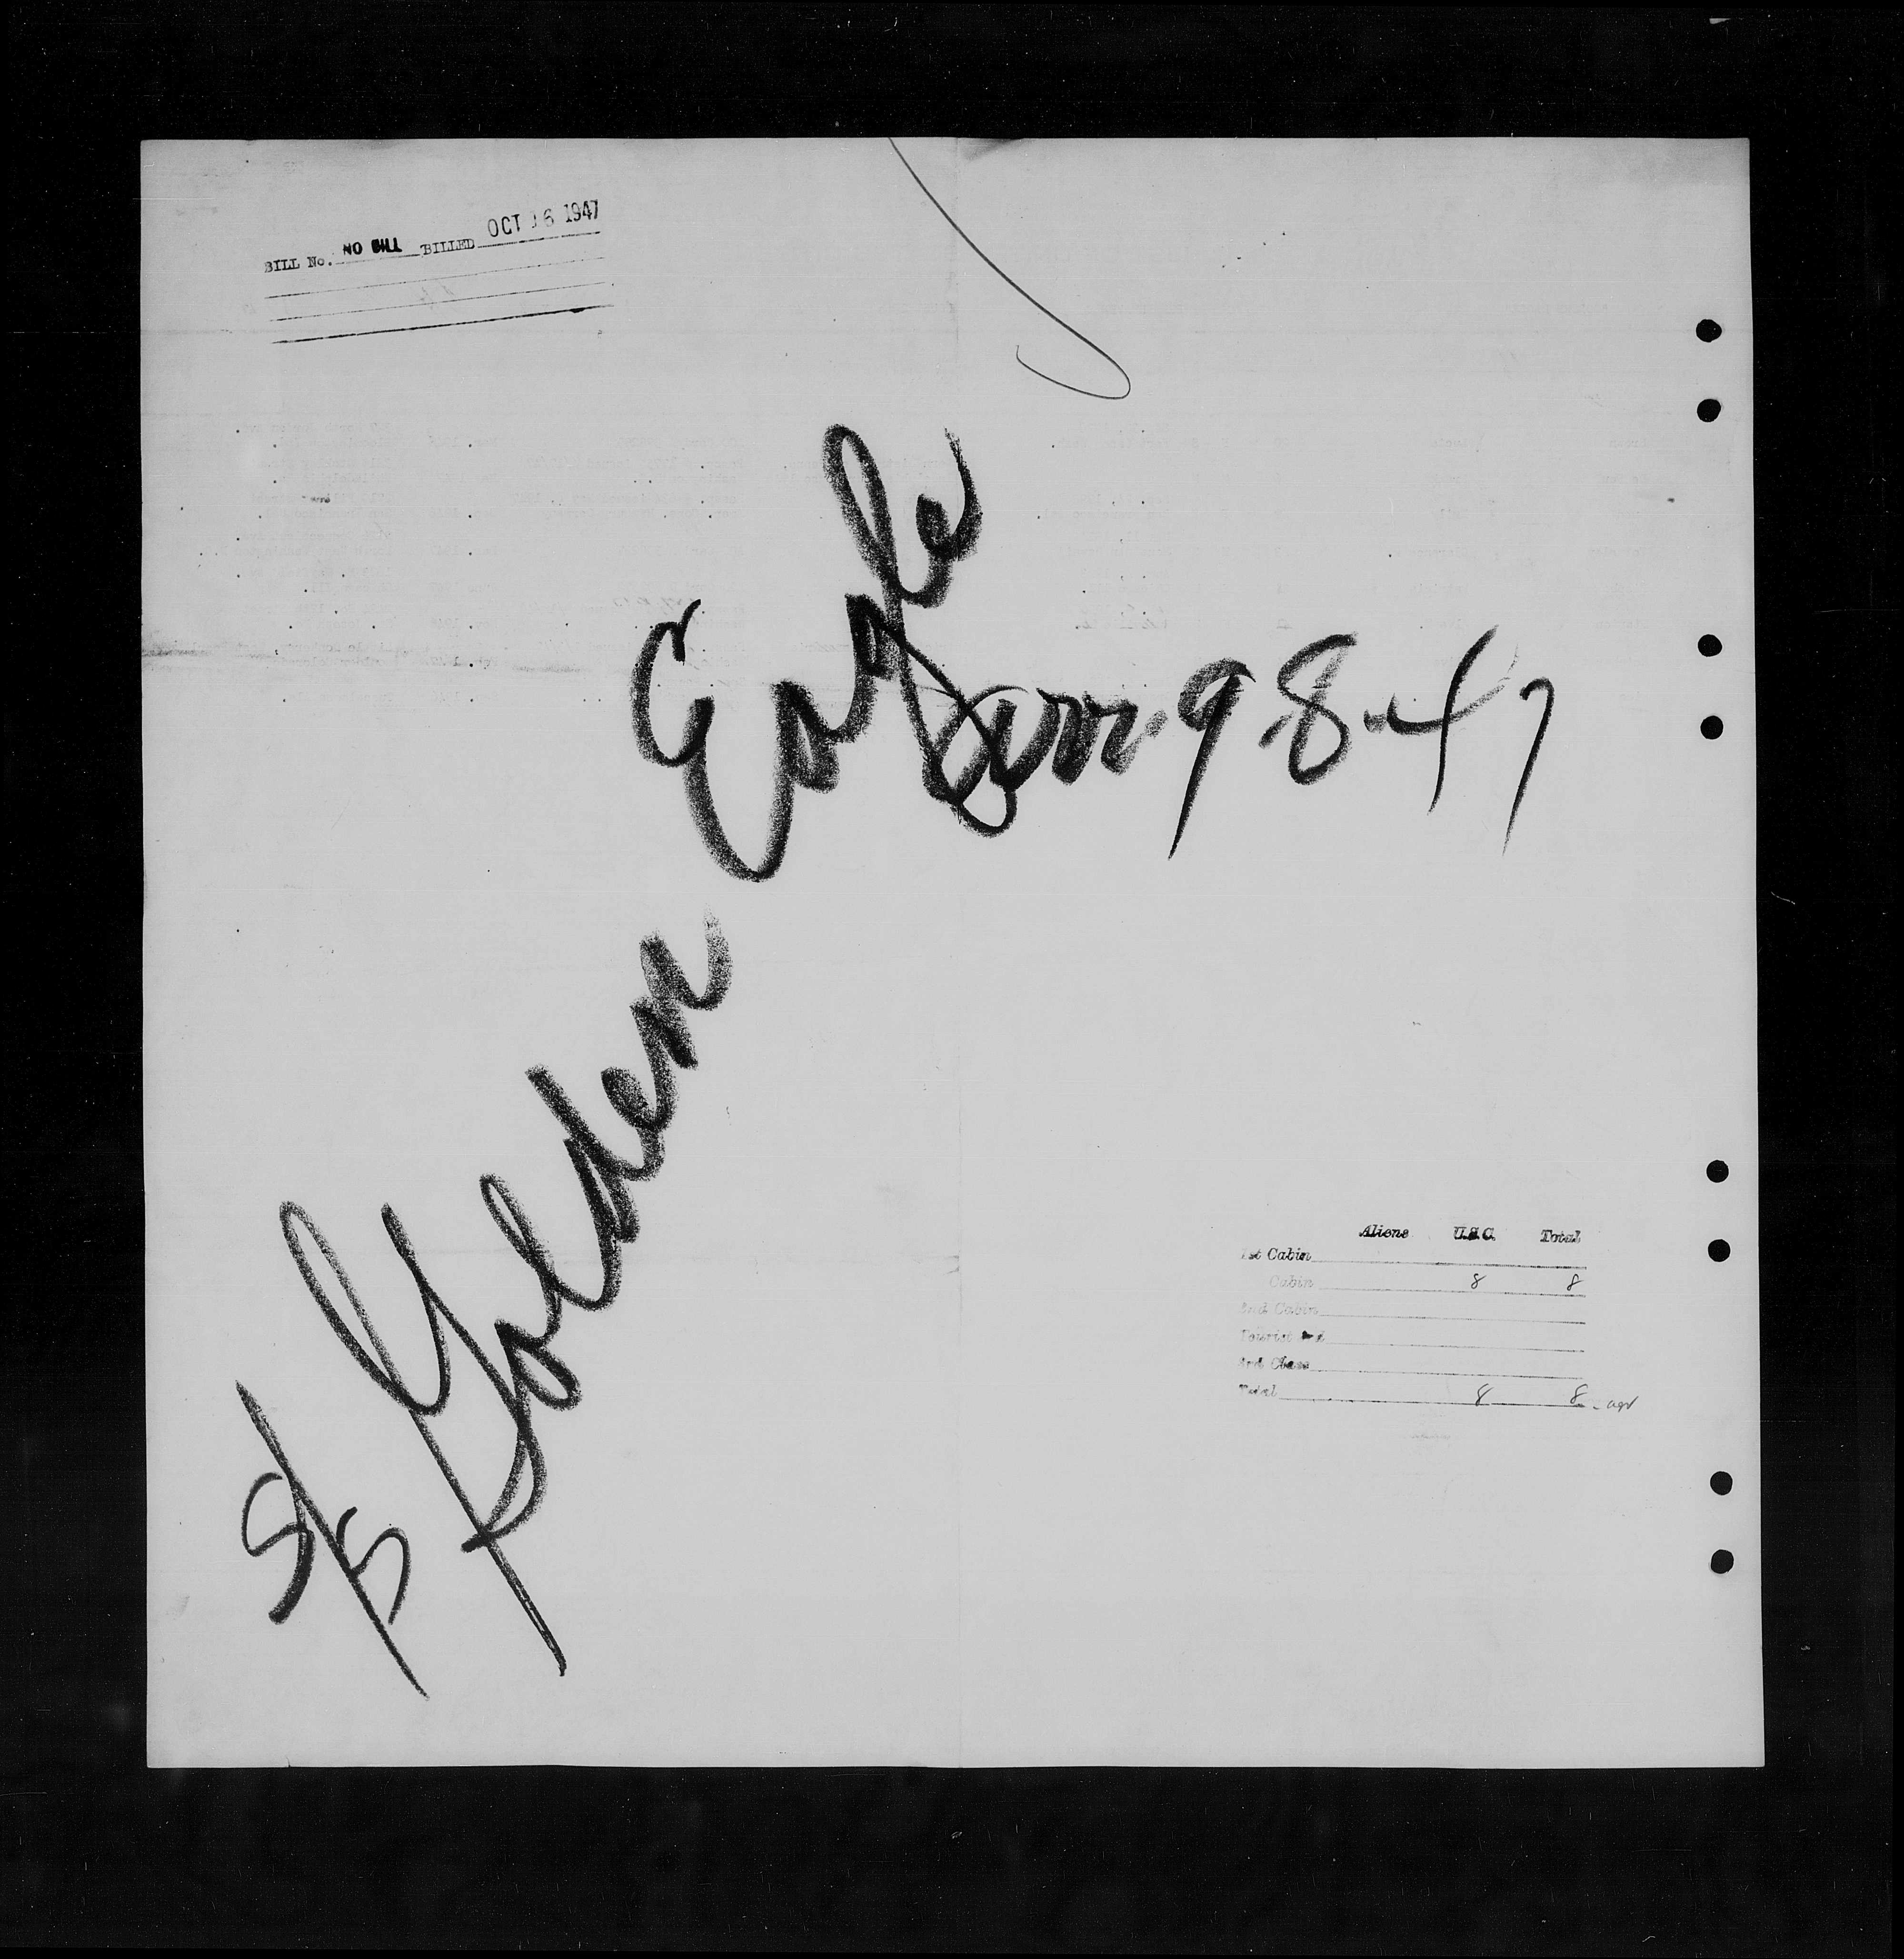 BILL No. NO BILL BILLED OCT 16 1947
S/S Golden Eagle
arr. 9-8-47
Aliens U.S.C. Total
1st Cabin
Cabin 8 8
2nd Cabin
Tourist
3rd Class
Total 8 8